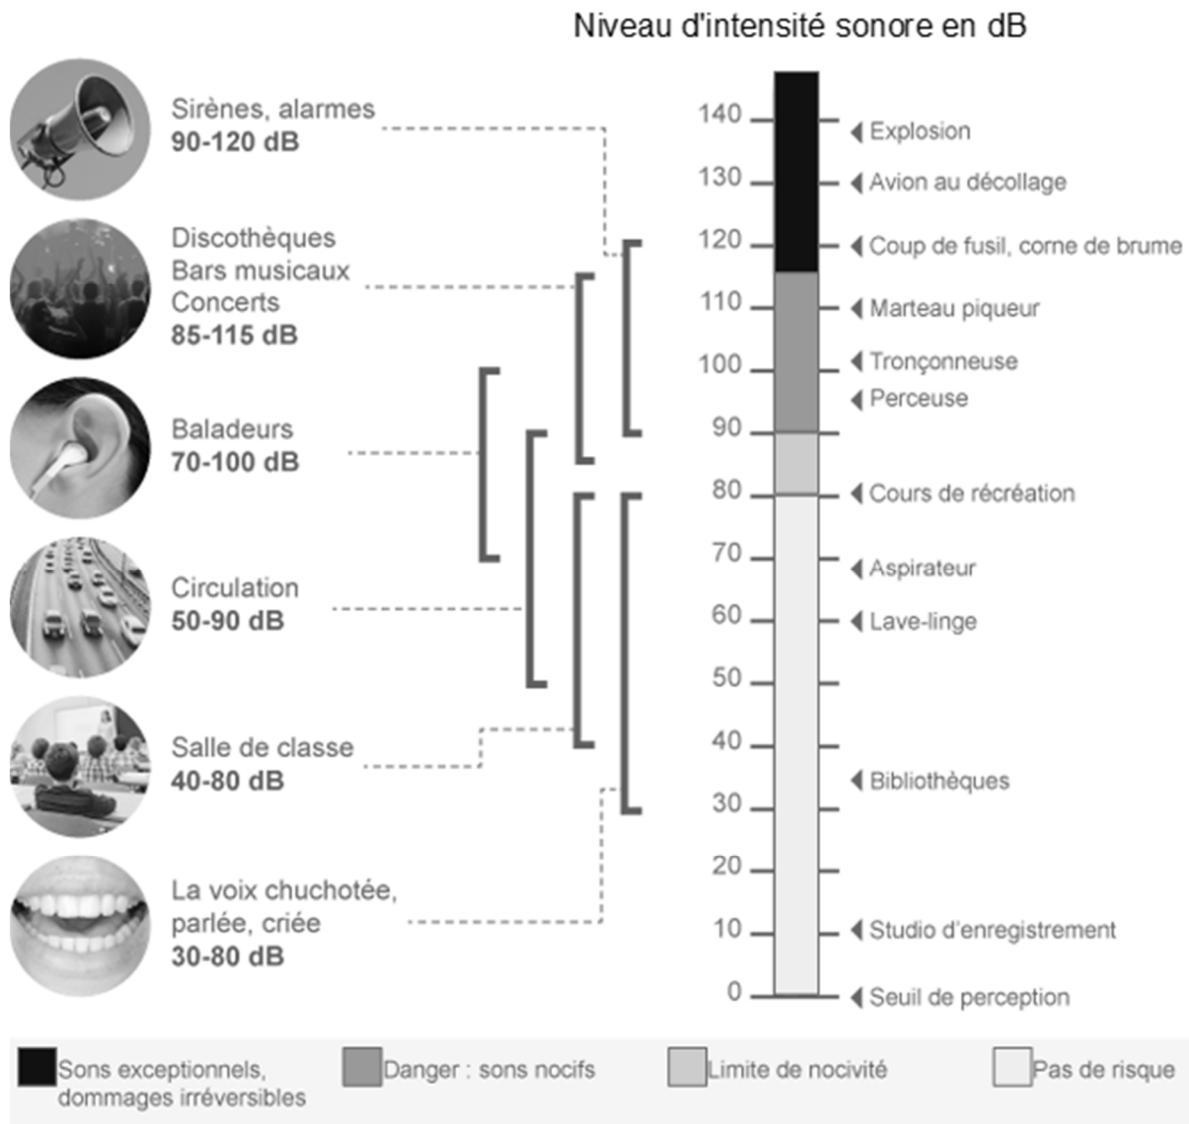 Niveau d'intensité sonore en dB
Sirènes, alarmes
90-120 dB
Discothèques
Bars musicaux
Concerts
85-115 dB
Baladeurs
70-100 dB
Circulation
50-90 dB
Salle de classe
40-80 dB
La voix chuchotée,
parlée, criée
30-80 dB
140
130
120
110
100
90
80
70
60
50
40
30
20
10
0
Explosion
Avion au décollage
Coup de fusil, corne de brume
Marteau piqueur
Tronçonneuse
Perceuse
Cours de récréation
Aspirateur
Lave-linge
Bibliothèques
Studio d'enregistrement
Seuil de perception
Sons exceptionnels,
dommages irréversibles
Danger : sons nocifs
Limite de nocivité
Pas de risque